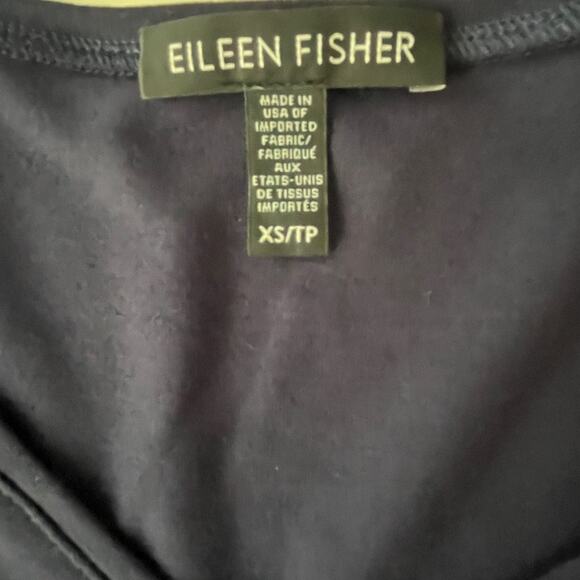 EILEEN FISHER
MADE IN
USA OF
IMPORTED
FABRIC/
FABRIQUÉ
AUX
ETATS-UNIS
DE TISSUS
IMPORTÉS
XS/TP